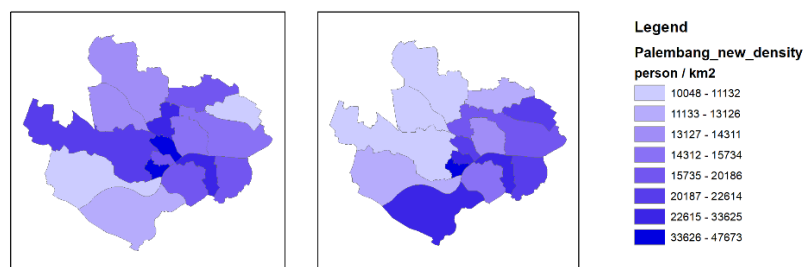 Legend
Palembang_new_density
person / km2
10048 - 11132
11133 - 13126
13127 - 14311
14312 - 15734
15735 - 20186
20187 - 22614
22615 - 33625
33626 - 47673